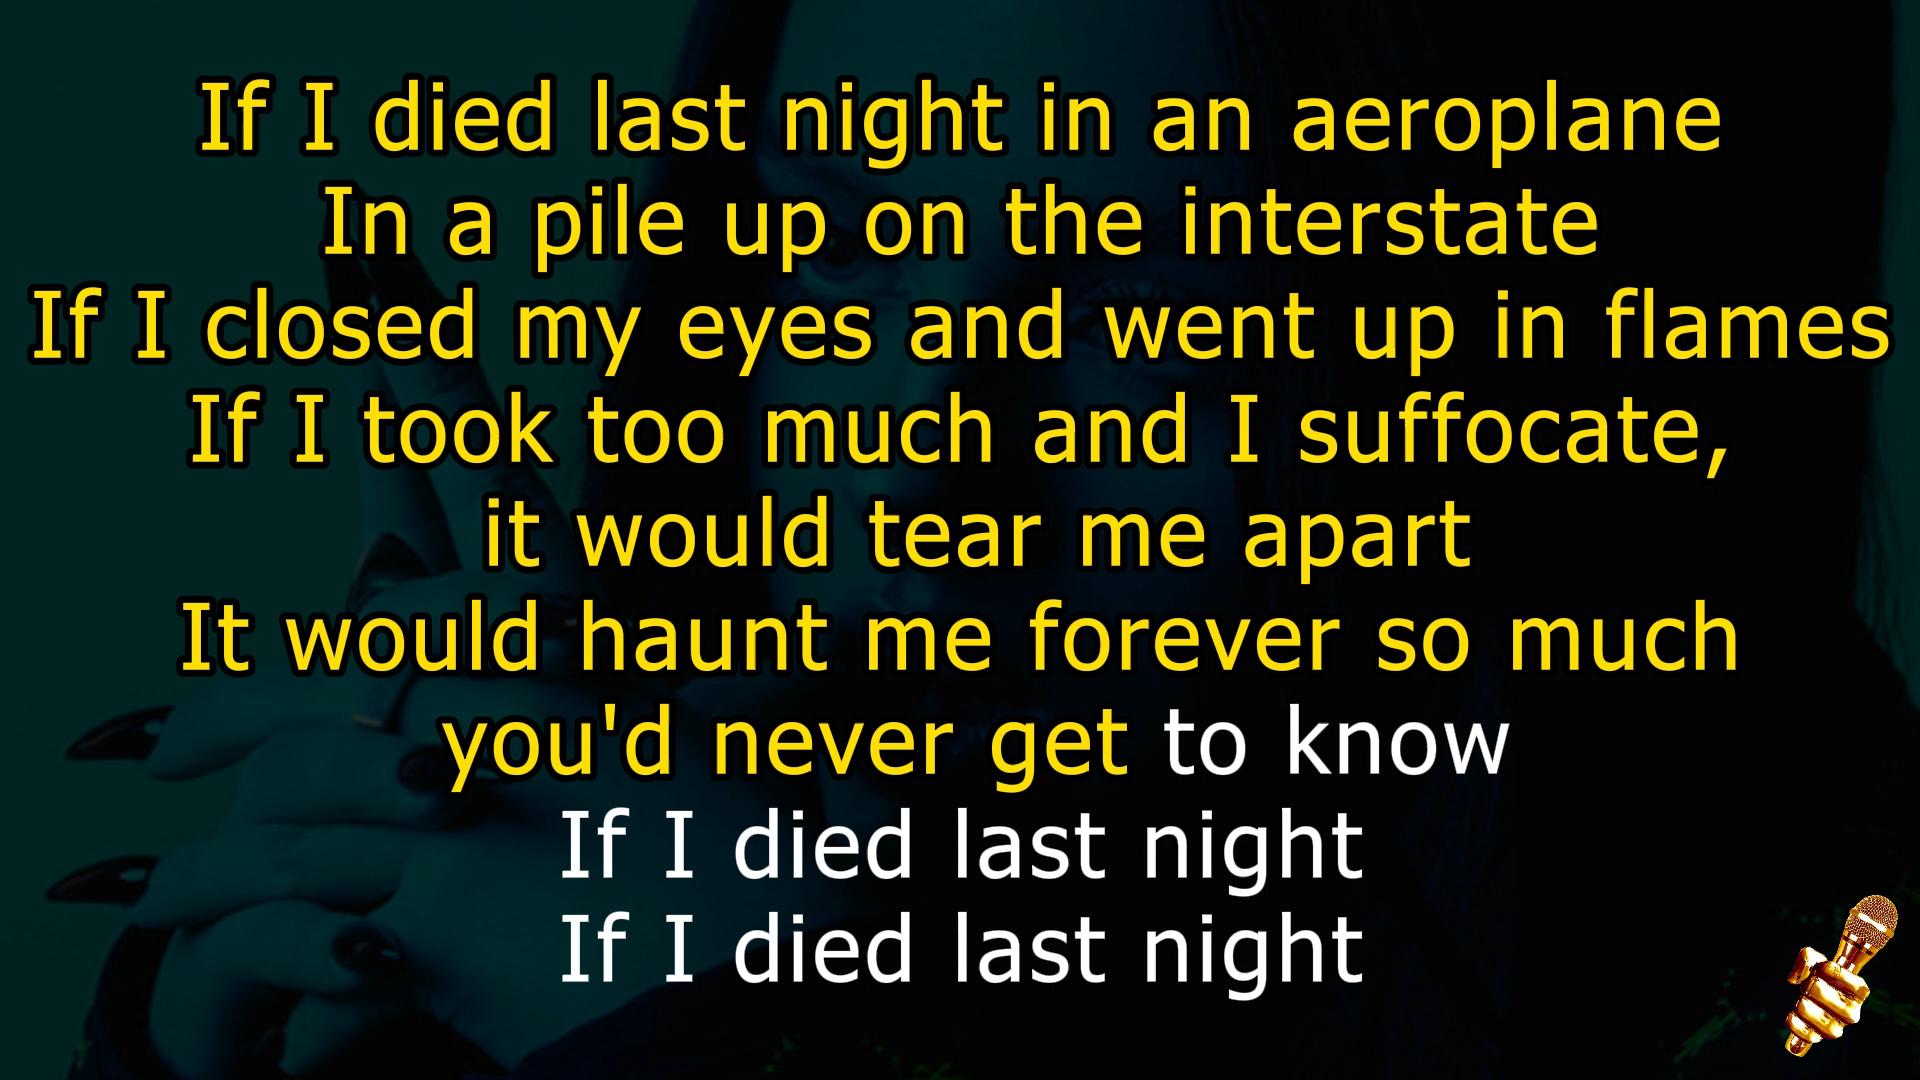 If I died last night in an aeroplane
In a pile up on the interstate
If I closed my eyes and went up in flames
If I took too much and I suffocate,
it would tear me apart
It would haunt me forever so much
you'd never get to know
If I died last night
If I died last night